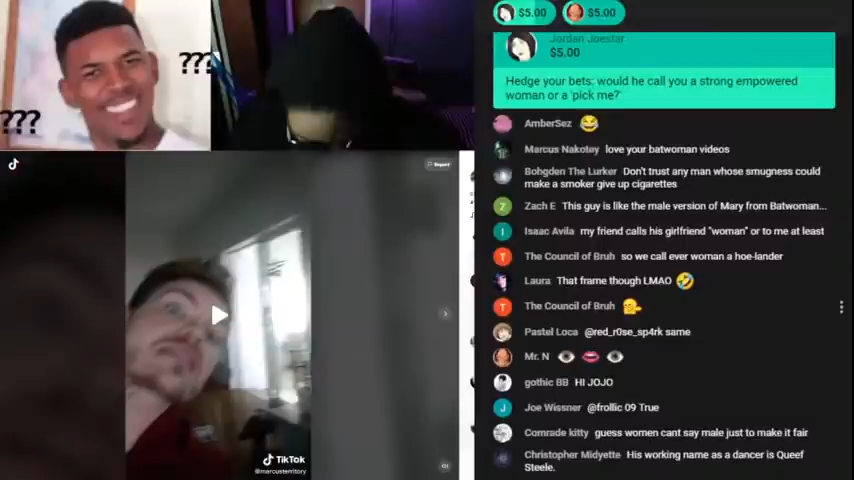 ???
???
Report
TikTok
@marcusterritory
$5.00
$5.00
Jordan Joestar
$5.00
Hedge your bets: would he call you a strong empowered
woman or a 'pick me?'
AmberSez
Marcus Nakotey love your batwoman videos
Bohgden The Lurker Don't trust any man whose smugness could
make a smoker give up cigarettes
Z
Zach E This guy is like the male version of Mary from Batwoman...
I
Isaac Avila my friend calls his girlfriend "woman" or to me at least
T
The Council of Bruh so we call ever woman a hoe-lander
Laura That frame though LMAO
T
The Council of Bruh
Pastel Loca @red_r0se_sp4rk same
Mr. N
gothic BB HI JOJO
J
Joe Wissner @frollic 09 True
Comrade kitty guess women cant say male just to make it fair
Christopher Midyette His working name as a dancer is Queef
Steele.